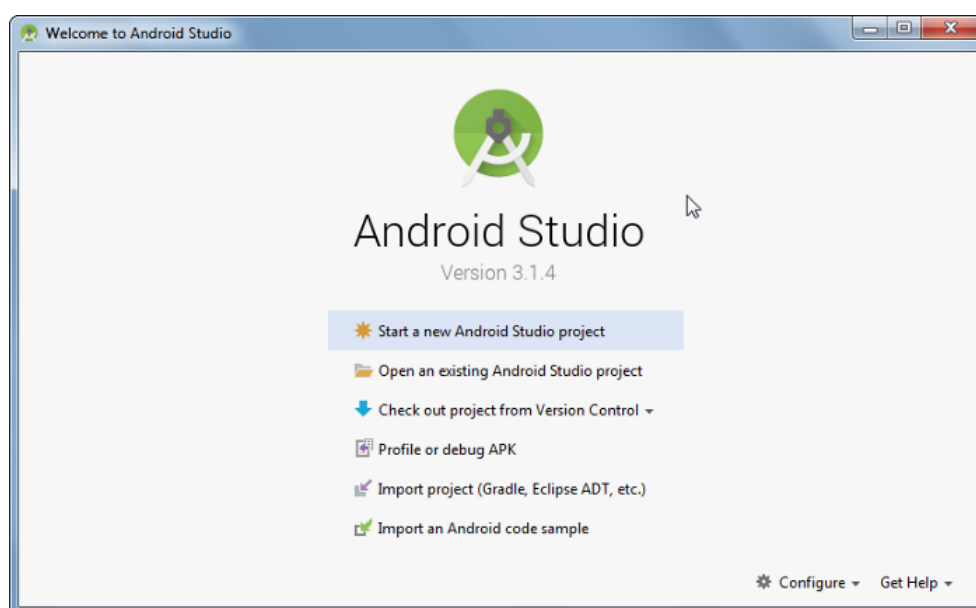 Welcome to Android Studio
Android Studio
Version 3.1.4
Start a new Android Studio project
Open an existing Android Studio project
Check out project from Version Control
Profile or debug APK
Import project (Gradle, Eclipse ADT, etc.)
Import an Android code sample
Configure
Get Help